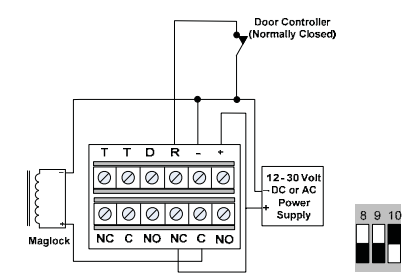 Door Controller
(Normally Closed)
T T D R - +
12 - 30 Volt
DC or AC
Power
Supply
-
+
-
+
Maglock
NC C NO NC C NO
8 9 10